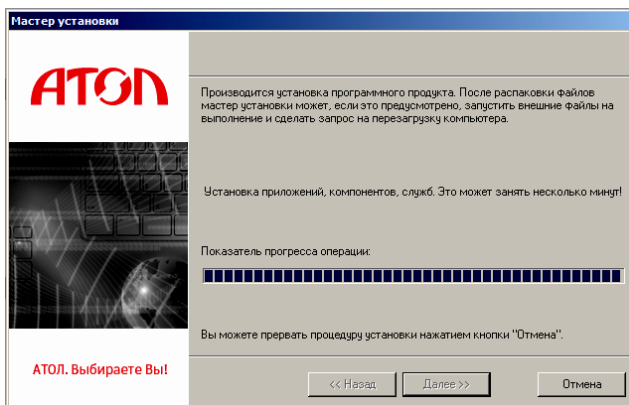 Мастер установки
АТОЛ
Производится установка программного продукта. После распаковки файлов
мастер установки может, если это предусмотрено, запустить внешние файлы на
выполнение и сделать запрос на перезагрузку компьютера.
Установка приложений, компонентов, служб. Это может занять несколько минут!
Показатель прогресса операции:
Вы можете прервать процедуру установки нажатием кнопки "Отмена".
АТОЛ. Выбираете Вы!
<< Назад
Далее >>
Отмена